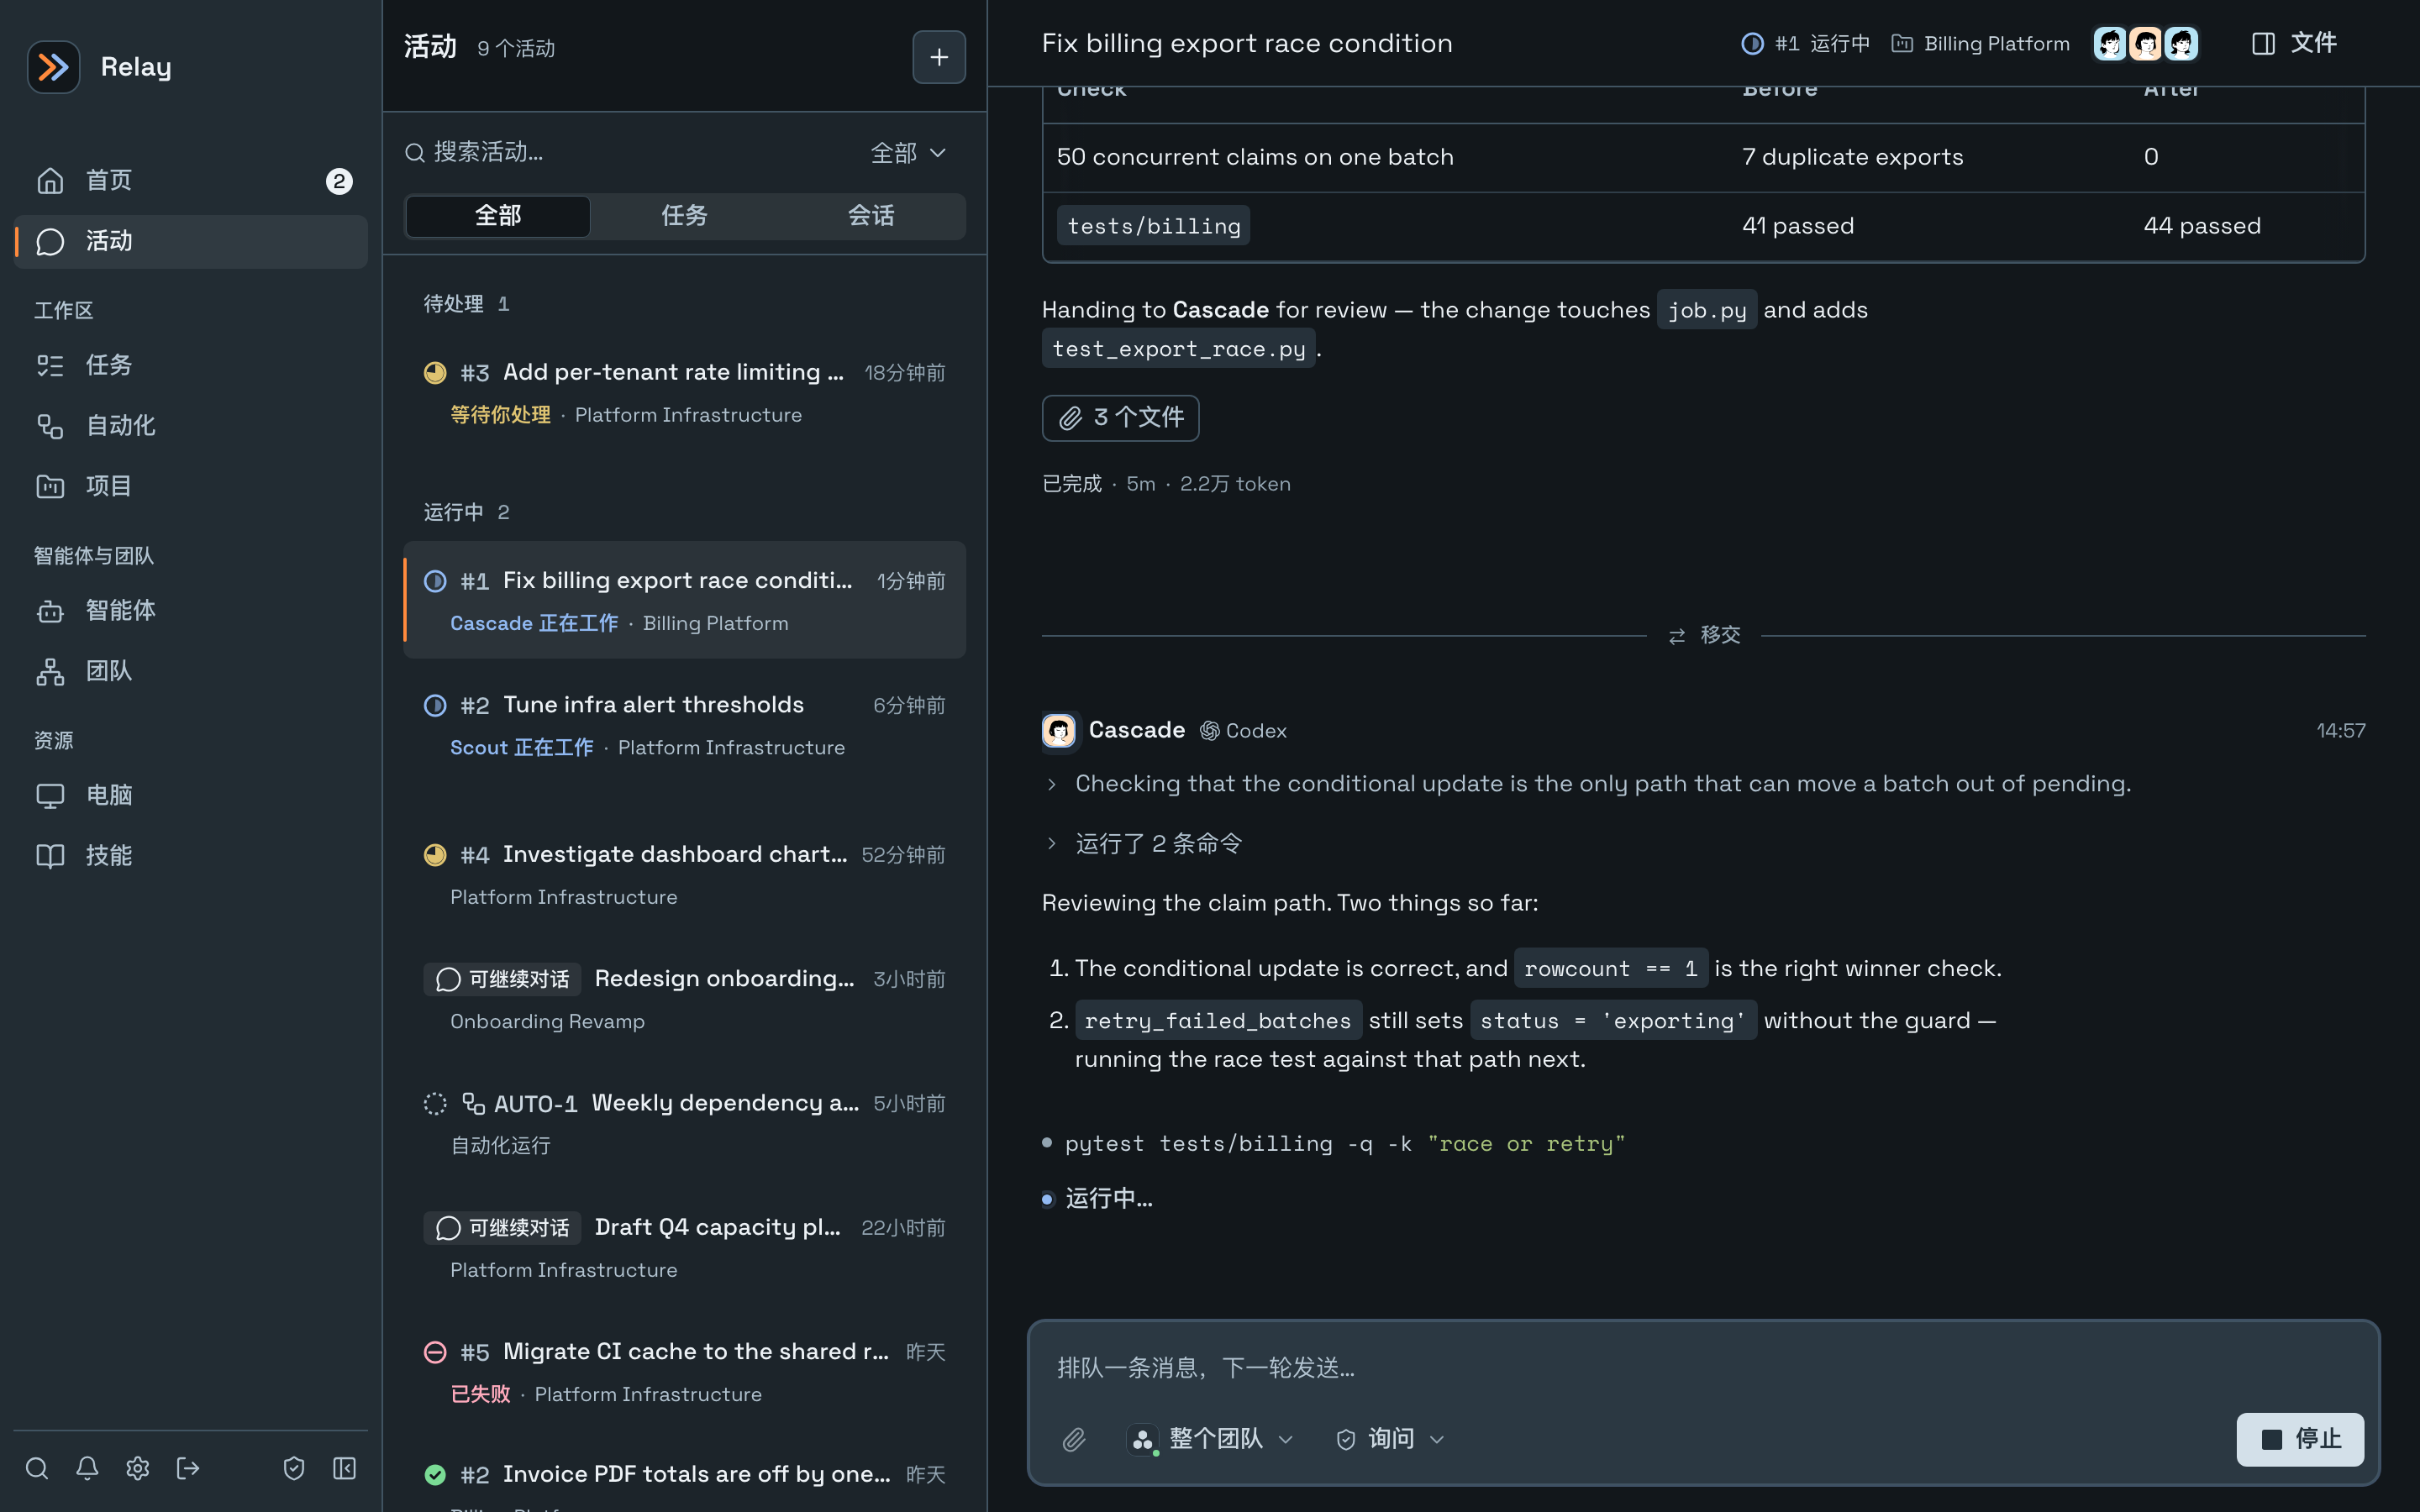 Relay
首页 2
活动
工作区
任务
自动化
项目
智能体与团队
智能体
团队
资源
电脑
技能
活动 9 个活动
搜索活动... 全部
全部 任务 会话
待处理 1
#3 Add per-tenant rate limiting ... 18分钟前
等待你处理 · Platform Infrastructure
运行中 2
#1 Fix billing export race conditi... 1分钟前
Cascade 正在工作 · Billing Platform
#2 Tune infra alert thresholds 6分钟前
Scout 正在工作 · Platform Infrastructure
#4 Investigate dashboard chart... 52分钟前
Platform Infrastructure
可继续对话 Redesign onboarding... 3小时前
Onboarding Revamp
AUTO-1 Weekly dependency a... 5小时前
自动化运行
可继续对话 Draft Q4 capacity pl... 22小时前
Platform Infrastructure
#5 Migrate CI cache to the shared r... 昨天
已失败 · Platform Infrastructure
#2 Invoice PDF totals are off by one... 昨天
Fix billing export race condition #1 运行中 Billing Platform 文件
Check Before After
50 concurrent claims on one batch 7 duplicate exports 0
tests/billing 41 passed 44 passed
Handing to Cascade for review — the change touches job.py and adds
test_export_race.py.
3 个文件
已完成 · 5m · 2.2万 token
移交
Cascade Codex 14:57
Checking that the conditional update is the only path that can move a batch out of pending.
运行了 2 条命令
Reviewing the claim path. Two things so far:
1. The conditional update is correct, and rowcount == 1 is the right winner check.
2. retry_failed_batches still sets status = 'exporting' without the guard —
running the race test against that path next.
pytest tests/billing -q -k "race or retry"
运行中...
排队一条消息，下一轮发送...
整个团队 询问 停止